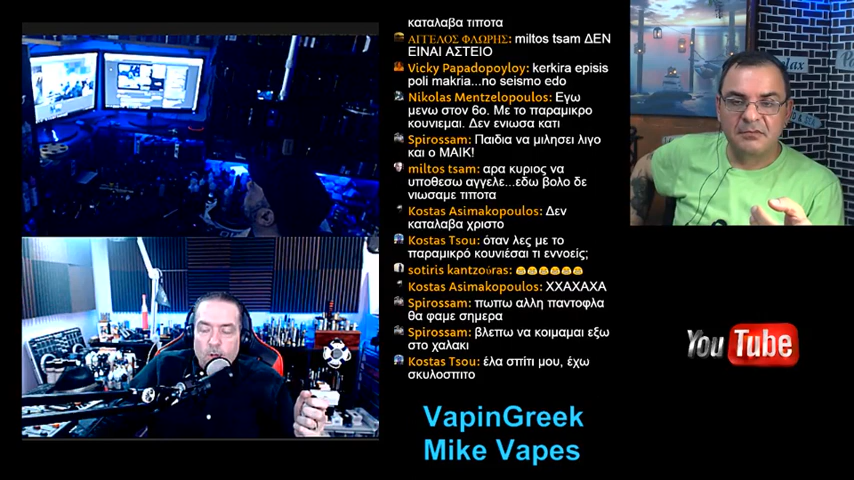 καταλαβα τιποτα
ΑΓΓΕΛΟΣ ΦΛΩΡΗΣ: miltos tsam ΔΕΝ
ΕΙΝΑΙ ΑΣΤΕΙΟ
Vicky Papadopoyloy: kerkira episis
poli makria...no seismo edo
Nikolas Mentzelopoulos: Εγω
μενω στον 6ο. Με το παραμικρο
κουνιεμαι. Δεν ενιωσα κατι
Spirossam: Παιδια να μιλησει λιγο
και ο ΜΑΙΚ!
miltos tsam: αρα κυριος να
υποθεσω αγγελε...εδω βολο δε
νιωσαμε τιποτα
Kostas Asimakopoulos: Δεν
καταλαβα χριστο
Kostas Tsou: όταν λες με το
παραμικρό κουνιέσαι τι εννοείς;
sotiris kantzoύras:
Kostas Asimakopoulos: ΧΧΑΧΑΧΑ
Spirossam: πωπω αλλη παντοφλα
θα φαμε σημερα
Spirossam: βλεπω να κοιμαμαι εξω
στο χαλακι
Kostas Tsou: έλα σπίτι μου, έχω
σκυλοσπιτο
YouTube
VapinGreek
Mike Vapes